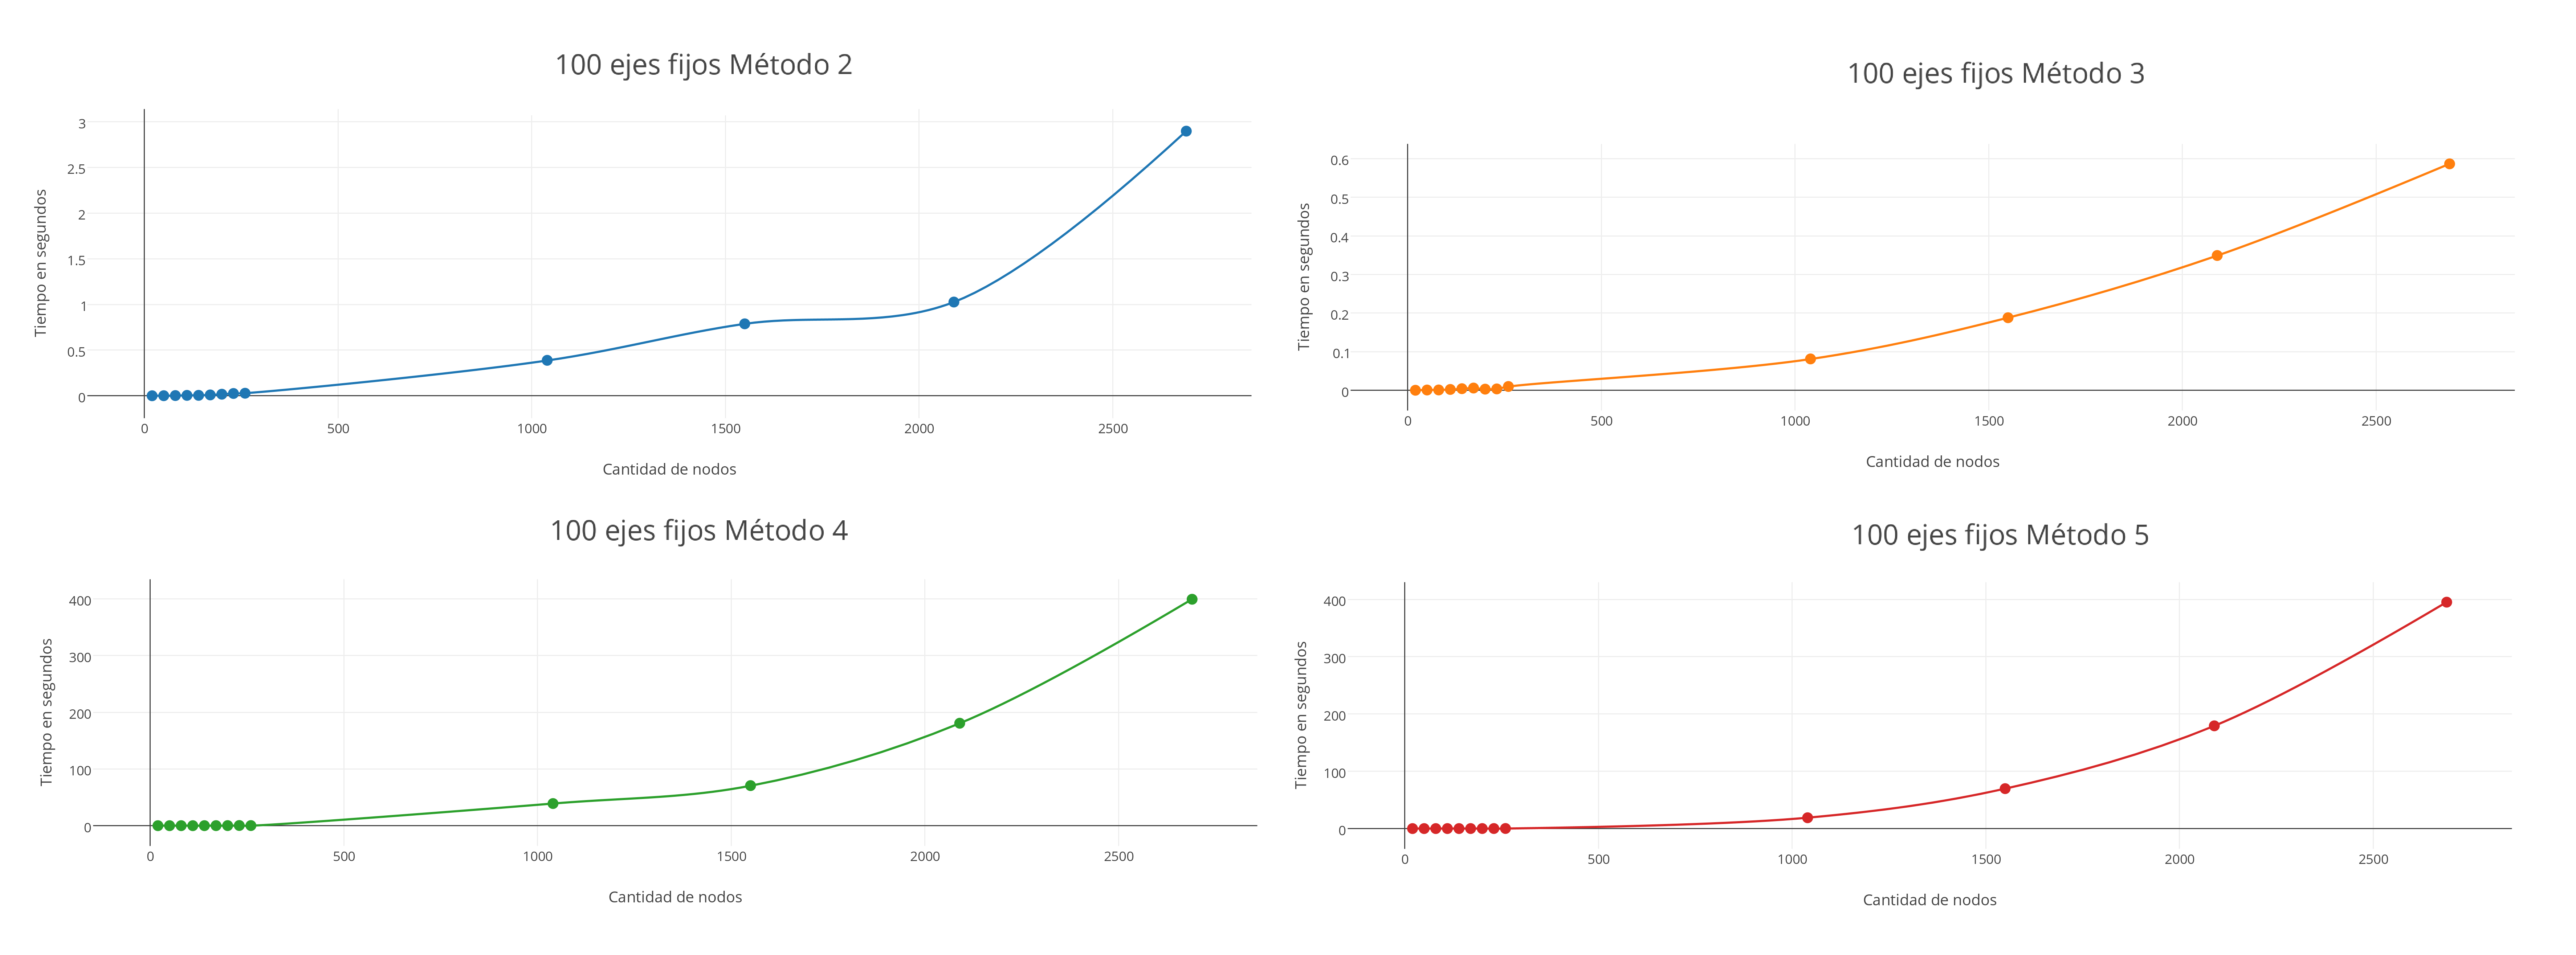 100 ejes fijos Método 2
3
2.5
2
1.5
1
0.5
0
Tiempo en segundos
0 500 1000 1500 2000 2500
Cantidad de nodos
100 ejes fijos Método 3
0.6
0.5
0.4
0.3
0.2
0.1
0
Tiempo en segundos
0 500 1000 1500 2000 2500
Cantidad de nodos
100 ejes fijos Método 4
400
300
200
100
0
Tiempo en segundos
0 500 1000 1500 2000 2500
Cantidad de nodos
100 ejes fijos Método 5
400
300
200
100
0
Tiempo en segundos
0 500 1000 1500 2000 2500
Cantidad de nodos